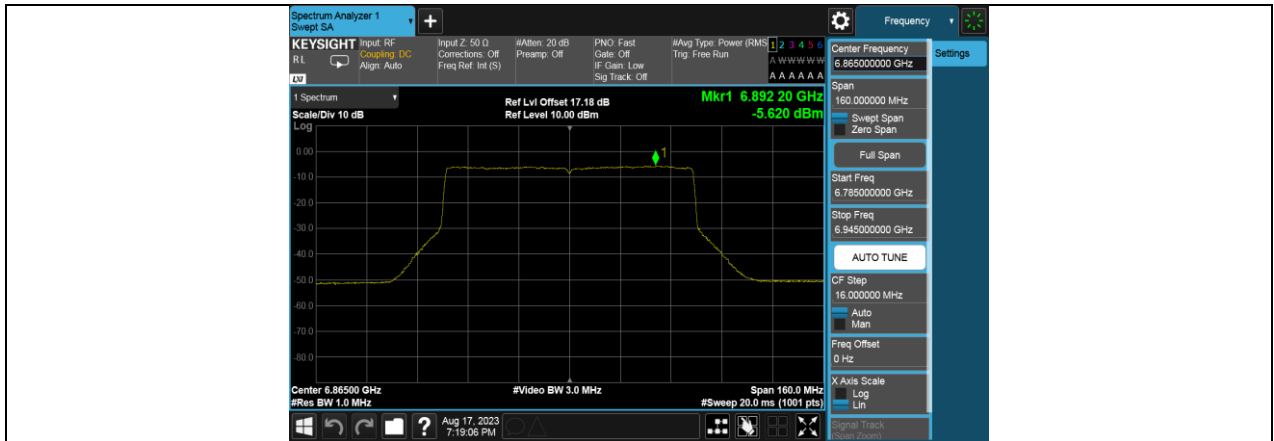 Spectrum Analyzer 1
Swept SA
Frequency
KEYSIGHT
R L
LXI
Input: RF
Coupling: DC
Align: Auto
Input Z: 50 Ω
Corrections: Off
Freq Ref: Int (S)
#Atten: 20 dB
Preamp: Off
PNO: Fast
Gate: Off
IF Gain: Low
Sig Track: Off
#Avg Type: Power (RMS
Trig: Free Run
1 2 3 4 5 6
A W W W W W
A A A A A A
1 Spectrum
Scale/Div 10 dB
Log
Ref Lvl Offset 17.18 dB
Ref Level 10.00 dBm
Mkr1 6.892 20 GHz
-5.620 dBm
1
0.00
-10.0
-20.0
-30.0
-40.0
-50.0
-60.0
-70.0
-80.0
Center 6.86500 GHz
#Res BW 1.0 MHz
#Video BW 3.0 MHz
Span 160.0 MHz
#Sweep 20.0 ms (1001 pts)
Center Frequency
6.865000000 GHz
Settings
Span
160.000000 MHz
Swept Span
Zero Span
Full Span
Start Freq
6.785000000 GHz
Stop Freq
6.945000000 GHz
AUTO TUNE
CF Step
16.000000 MHz
Auto
Man
Freq Offset
0 Hz
X Axis Scale
Log
Lin
Signal Track
(Span Zoom)
?
Aug 17, 2023
7:19:06 PM